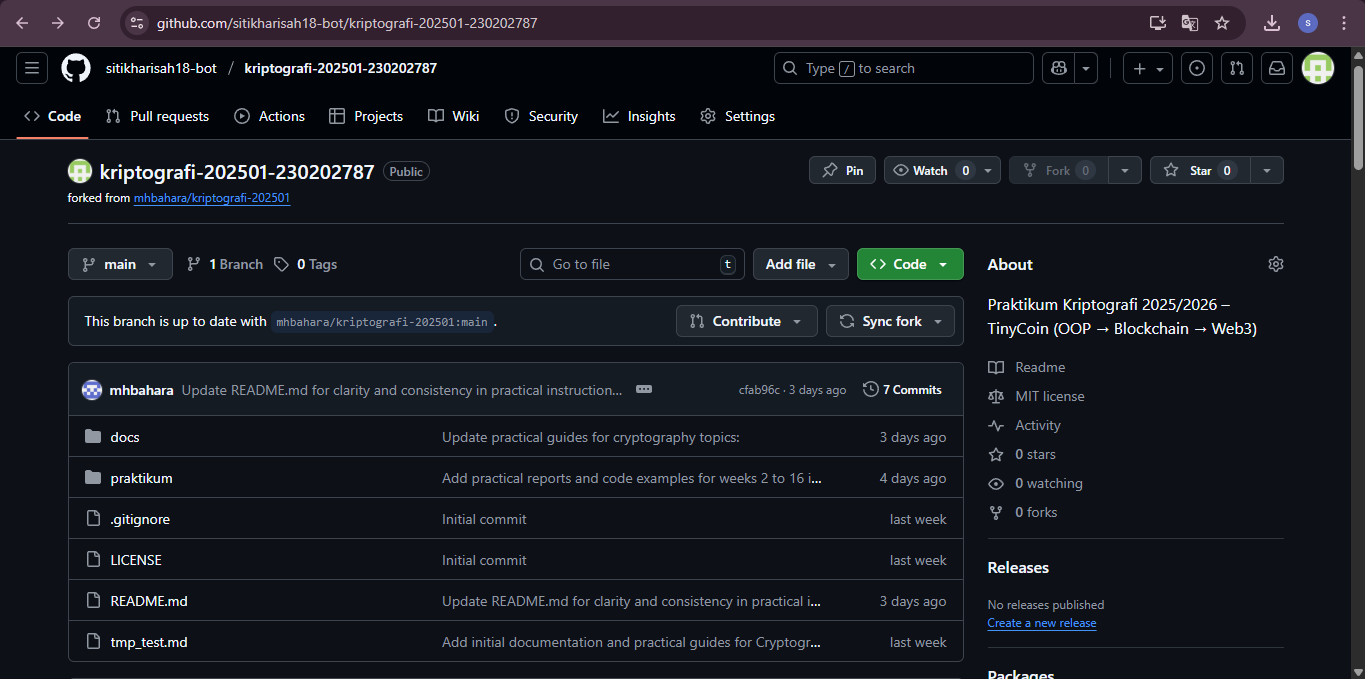 github.com/sitikharisah18-bot/kriptografi-202501-230202787
S
sitikharisah18-bot / kriptografi-202501-230202787
Type / to search
Code Pull requests Actions Projects Wiki Security Insights Settings
kriptografi-202501-230202787 Public
Pin Watch 0 Fork 0 Star 0
forked from mhbahara/kriptografi-202501
main 1 Branch 0 Tags Go to file t Add file Code
This branch is up to date with mhbahara/kriptografi-202501:main . Contribute Sync fork
mhbahara Update README.md for clarity and consistency in practical instruction... cfab96c · 3 days ago 7 Commits
docs Update practical guides for cryptography topics: 3 days ago
praktikum Add practical reports and code examples for weeks 2 to 16 i... 4 days ago
.gitignore Initial commit last week
LICENSE Initial commit last week
README.md Update README.md for clarity and consistency in practical i... 3 days ago
tmp_test.md Add initial documentation and practical guides for Cryptogr... last week
About
Praktikum Kriptografi 2025/2026 –
TinyCoin (OOP → Blockchain → Web3)
Readme
MIT license
Activity
0 stars
0 watching
0 forks
Releases
No releases published
Create a new release
Packages